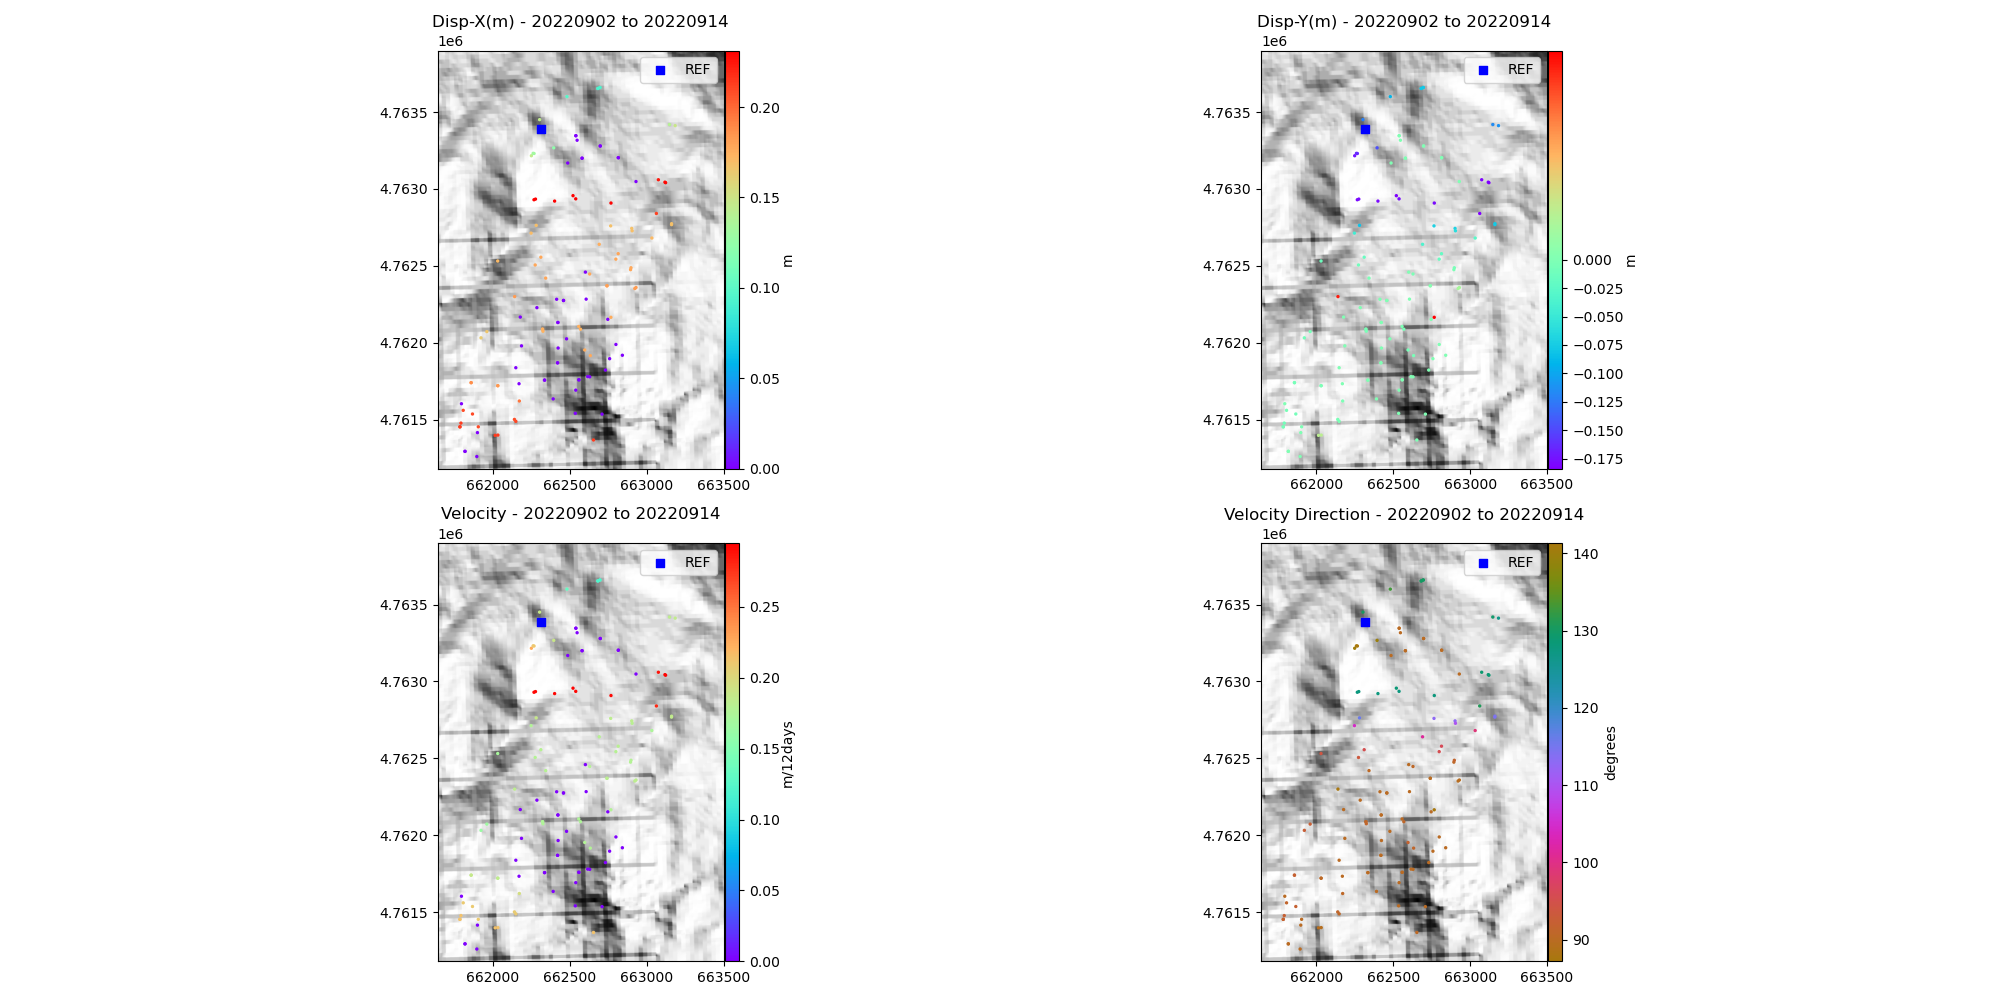 Disp-X(m) - 20220902 to 20220914
1e6
REF
4.7635
4.7630
4.7625
4.7620
4.7615
662000 662500 663000 663500
0.20
0.15
0.10
0.05
0.00
m
Disp-Y(m) - 20220902 to 20220914
1e6
REF
4.7635
4.7630
4.7625
4.7620
4.7615
662000 662500 663000 663500
0.000
−0.025
−0.050
−0.075
−0.100
−0.125
−0.150
−0.175
m
Velocity - 20220902 to 20220914
1e6
REF
4.7635
4.7630
4.7625
4.7620
4.7615
662000 662500 663000 663500
0.25
0.20
0.15
0.10
0.05
0.00
m/12days
Velocity Direction - 20220902 to 20220914
1e6
REF
4.7635
4.7630
4.7625
4.7620
4.7615
662000 662500 663000 663500
140
130
120
110
100
90
degrees